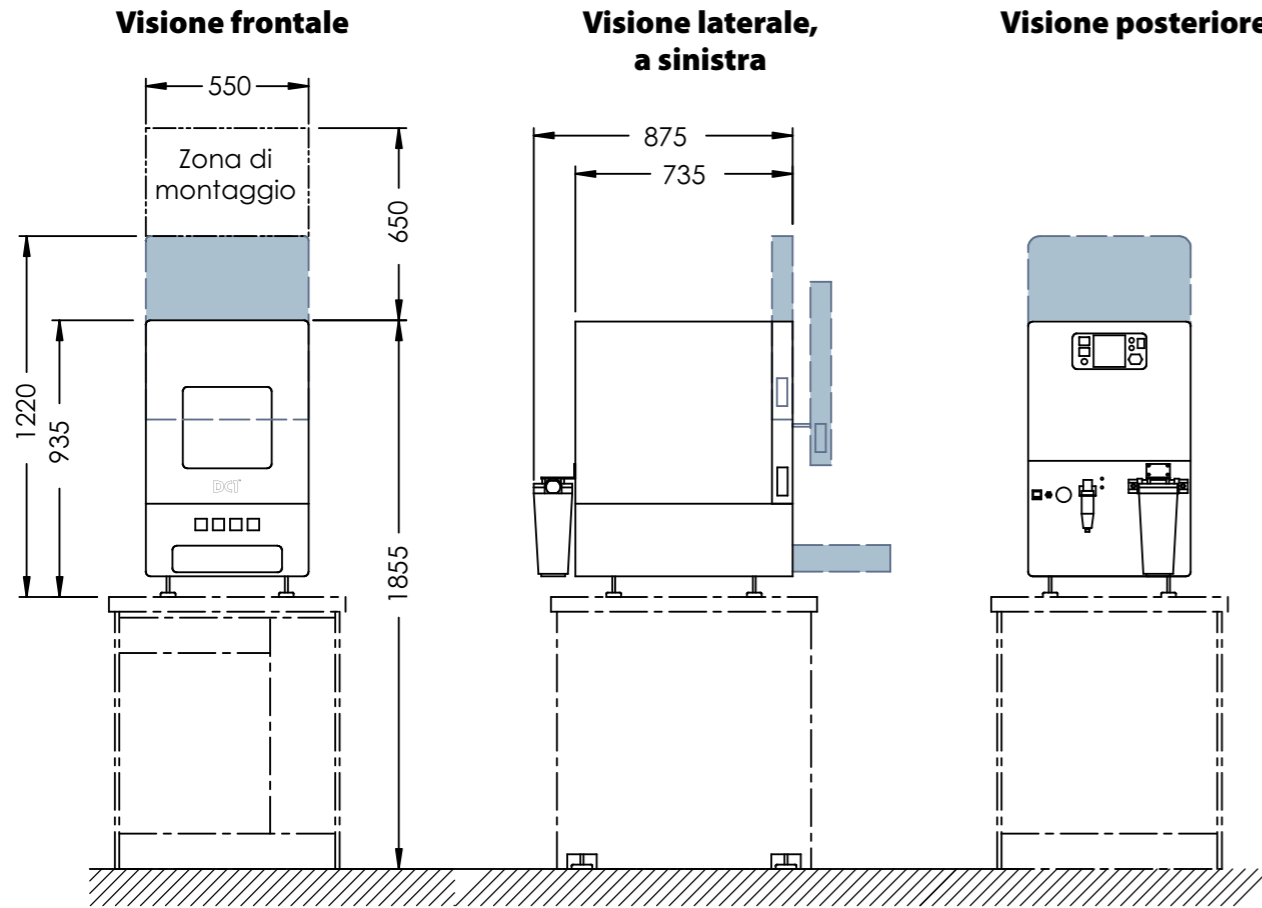 Visione frontale
Visione laterale,
a sinistra
Visione posteriore
550
Zona di
montaggio
650
1220
935
1855
DCT
875
735